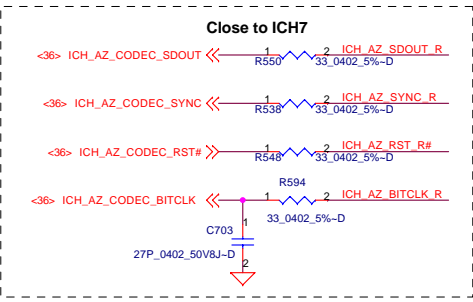 Close to ICH7
<36> ICH_AZ_CODEC_SDOUT 1 2 ICH_AZ_SDOUT_R
R550 33_0402_5%~D
<36> ICH_AZ_CODEC_SYNC 1 2 ICH_AZ_SYNC_R
R538 33_0402_5%~D
<36> ICH_AZ_CODEC_RST# 1 2 ICH_AZ_RST_R#
R548 33_0402_5%~D
R594
<36> ICH_AZ_CODEC_BITCLK 1 2 ICH_AZ_BITCLK_R
33_0402_5%~D
1
C703
27P_0402_50V8J~D
2